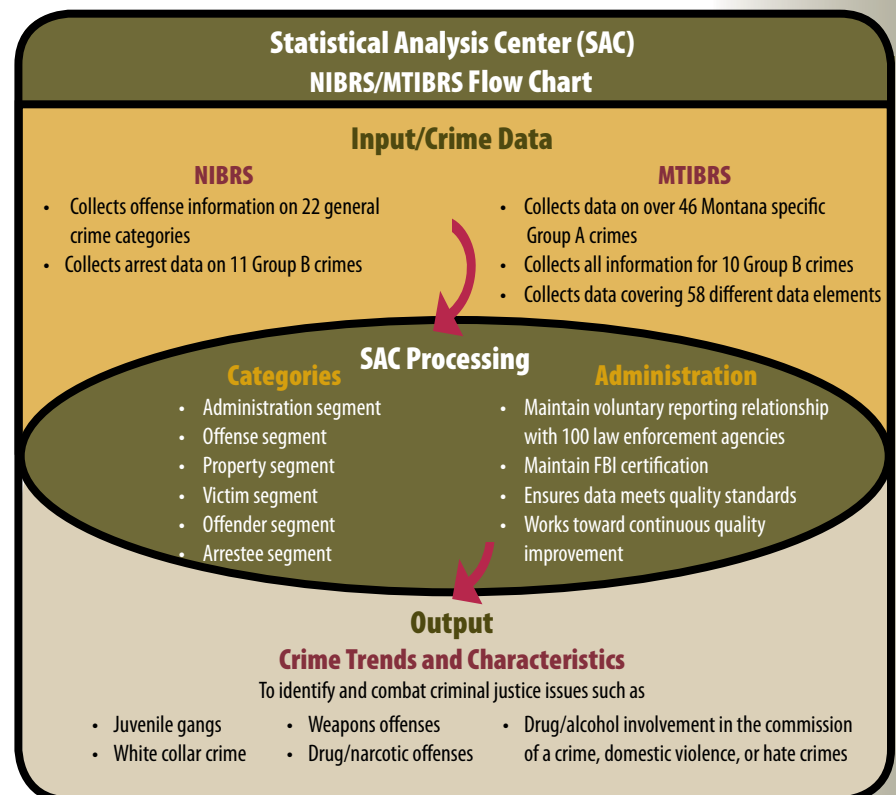 Statistical Analysis Center (SAC)
NIBRS/MTIBRS Flow Chart
Input/Crime Data
NIBRS
• Collects offense information on 22 general
crime categories
• Collects arrest data on 11 Group B crimes
MTIBRS
• Collects data on over 46 Montana specific
Group A crimes
• Collects all information for 10 Group B crimes
• Collects data covering 58 different data elements
SAC Processing
Categories
• Administration segment
• Offense segment
• Property segment
• Victim segment
• Offender segment
• Arrestee segment
Administration
• Maintain voluntary reporting relationship
with 100 law enforcement agencies
• Maintain FBI certification
• Ensures data meets quality standards
• Works toward continuous quality
improvement
Output
Crime Trends and Characteristics
To identify and combat criminal justice issues such as
• Juvenile gangs
• White collar crime
• Weapons offenses
• Drug/narcotic offenses
• Drug/alcohol involvement in the commission
of a crime, domestic violence, or hate crimes